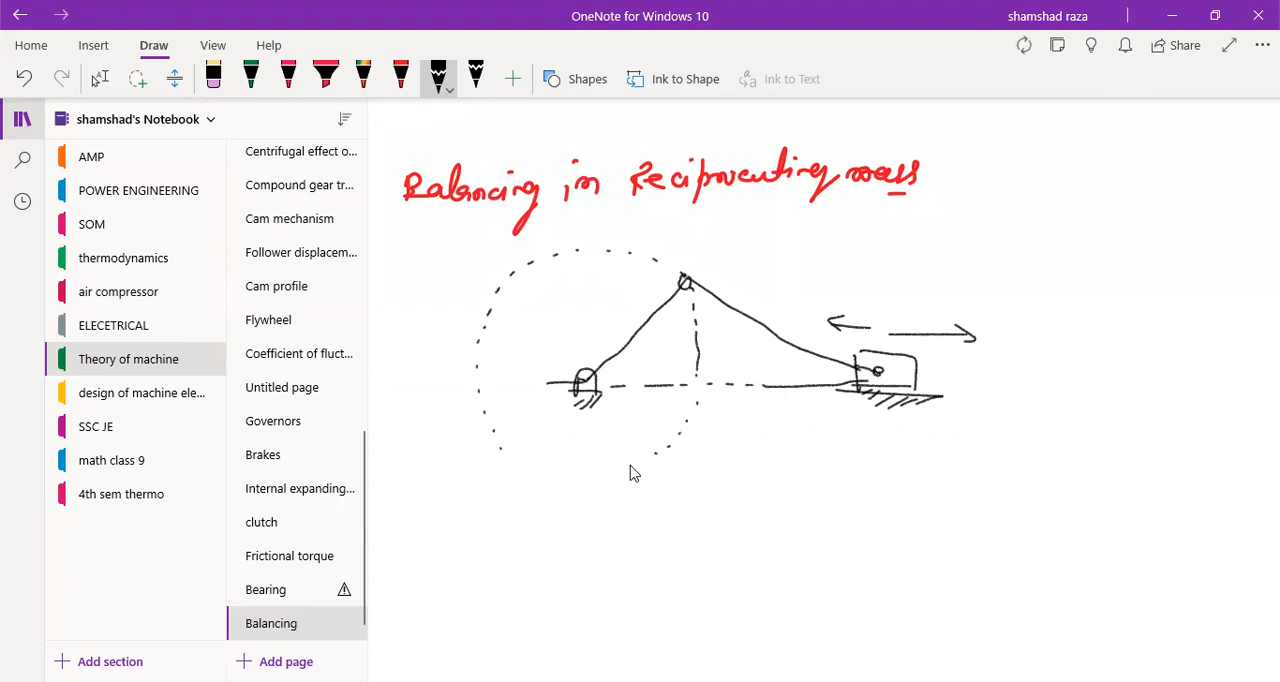 OneNote for Windows 10
shamshad raza
Home
Insert
Draw
View
Help
Share
Shapes
Ink to Shape
Ink to Text
shamshad's Notebook
AMP
POWER ENGINEERING
SOM
thermodynamics
air compressor
ELECETRICAL
Theory of machine
design of machine ele...
SSC JE
math class 9
4th sem thermo
Add section
Centrifugal effect o...
Compound gear tr...
Cam mechanism
Follower displacem...
Cam profile
Flywheel
Coefficient of fluct...
Untitled page
Governors
Brakes
Internal expanding...
clutch
Frictional torque
Bearing
Balancing
Add page
Balancing in Reciprocating mass